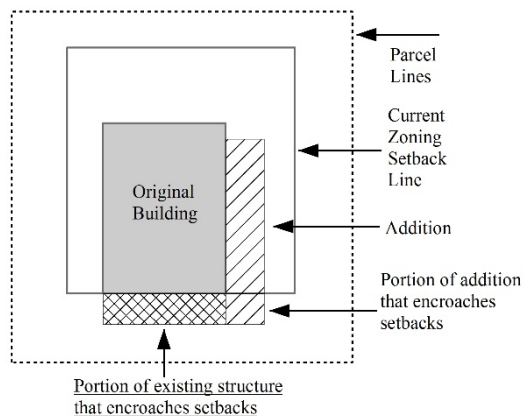 Parcel
Lines
Current
Zoning
Setback
Line
Original
Building
Addition
Portion of addition
that encroaches
setbacks
Portion of existing structure
that encroaches setbacks